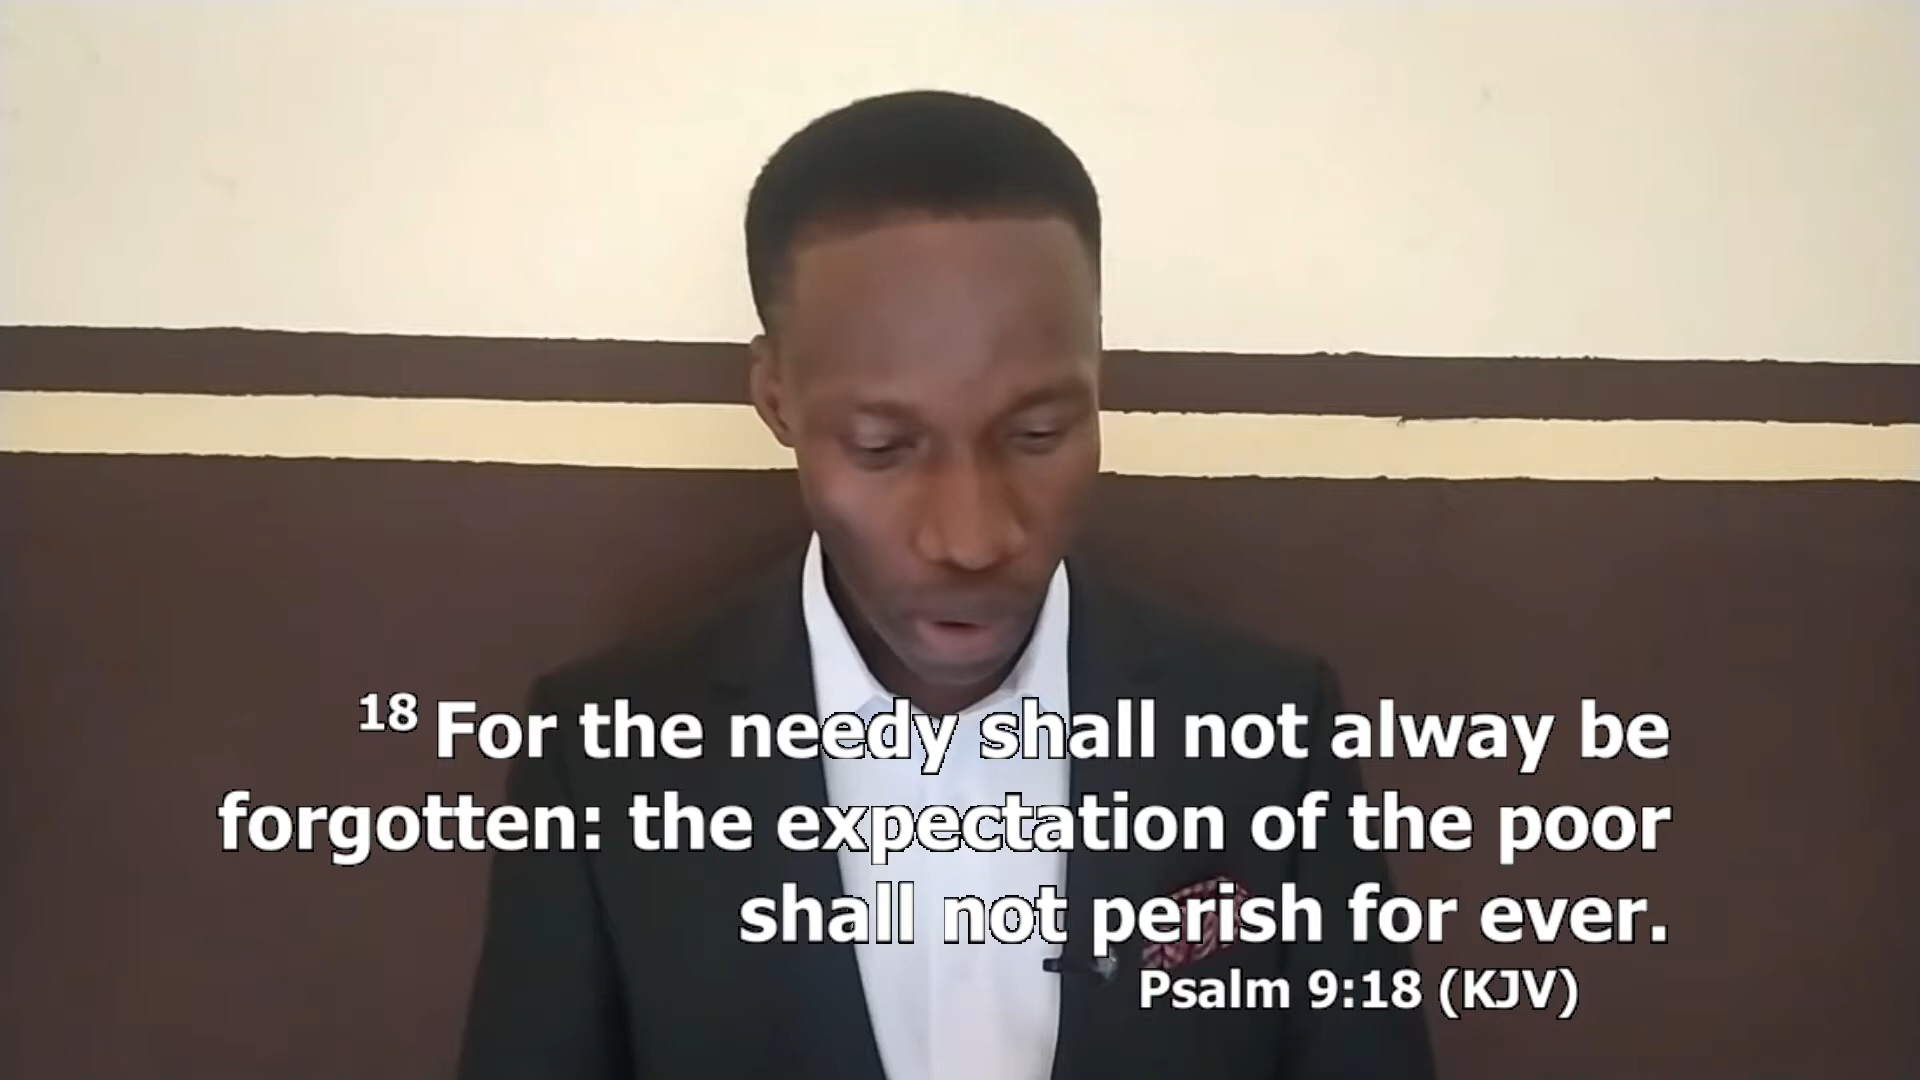 18 For the needy shall not alway be
forgotten: the expectation of the poor
shall not perish for ever.
Psalm 9:18 (KJV)